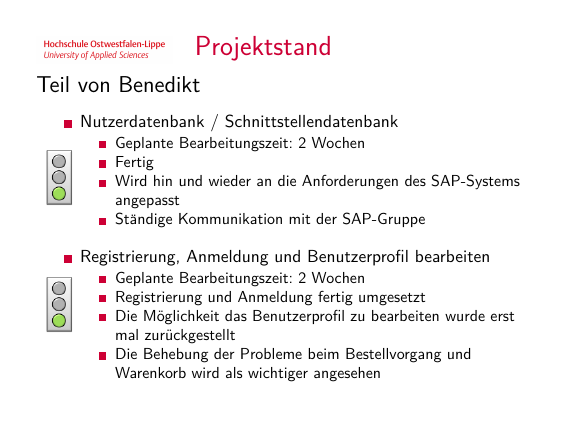 Hochschule Ostwestfalen-Lippe
University of Applied Sciences
Projektstand
Teil von Benedikt
Nutzerdatenbank / Schnittstellendatenbank
Geplante Bearbeitungszeit: 2 Wochen
Fertig
Wird hin und wieder an die Anforderungen des SAP-Systems
angepasst
Ständige Kommunikation mit der SAP-Gruppe
Registrierung, Anmeldung und Benutzerprofil bearbeiten
Geplante Bearbeitungszeit: 2 Wochen
Registrierung und Anmeldung fertig umgesetzt
Die Möglichkeit das Benutzerprofil zu bearbeiten wurde erst
mal zurückgestellt
Die Behebung der Probleme beim Bestellvorgang und
Warenkorb wird als wichtiger angesehen